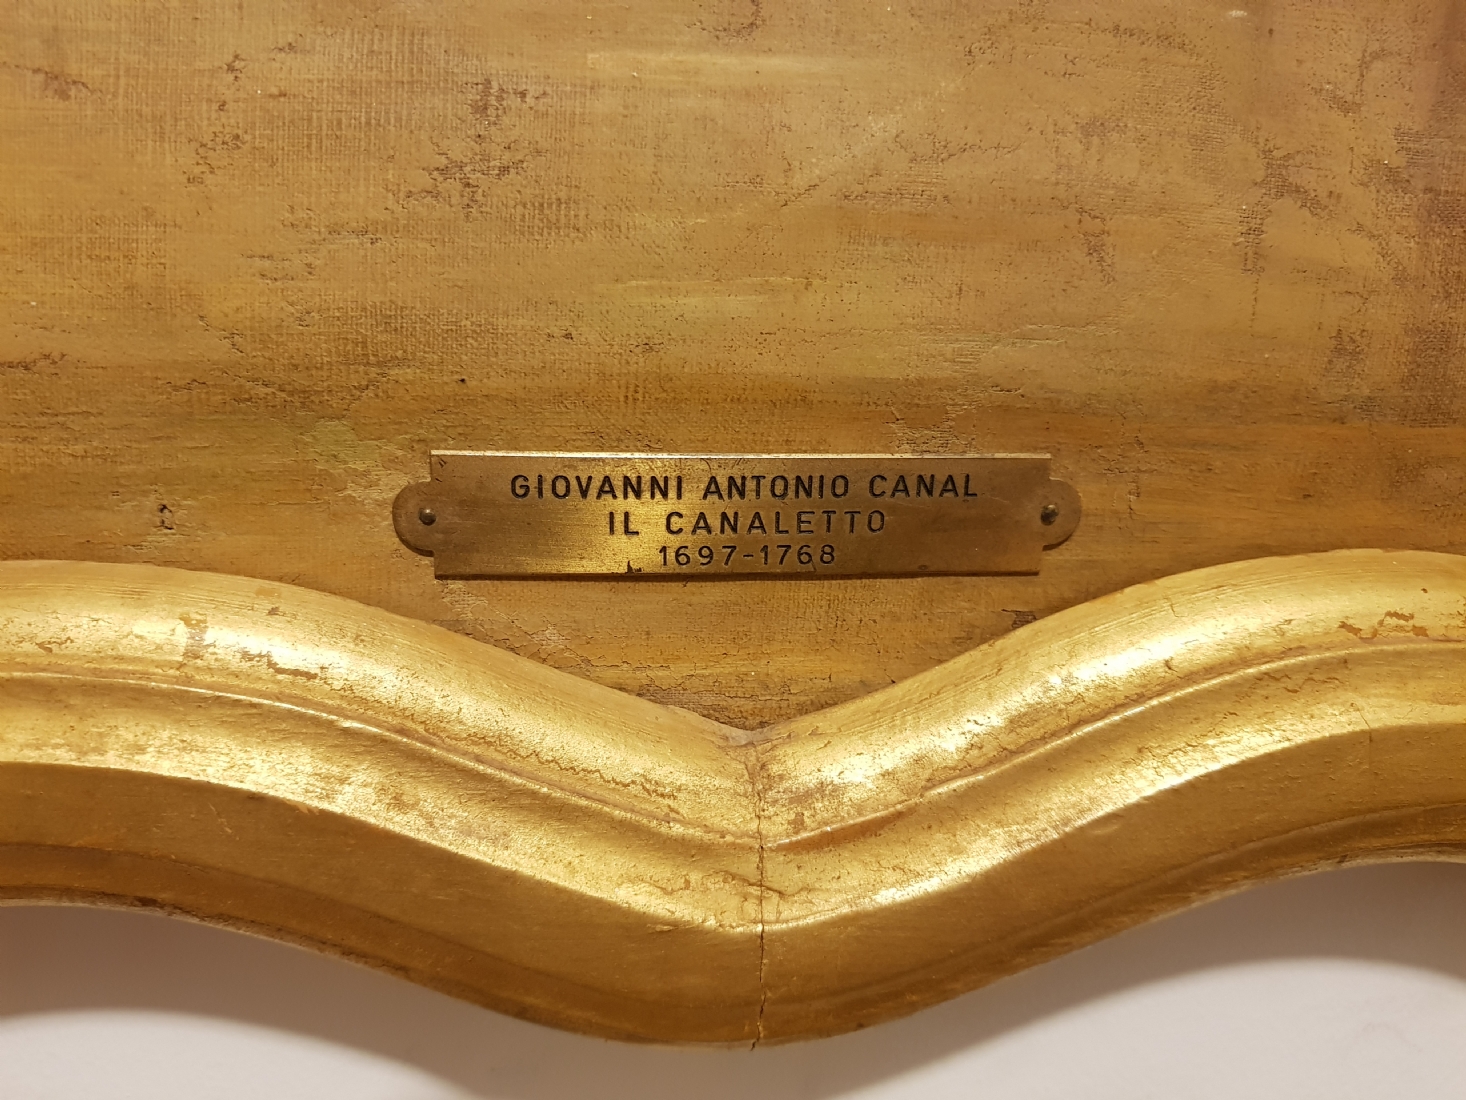 GIOVANNI ANTONIO CANAL
IL CANALETTO
1697-1768